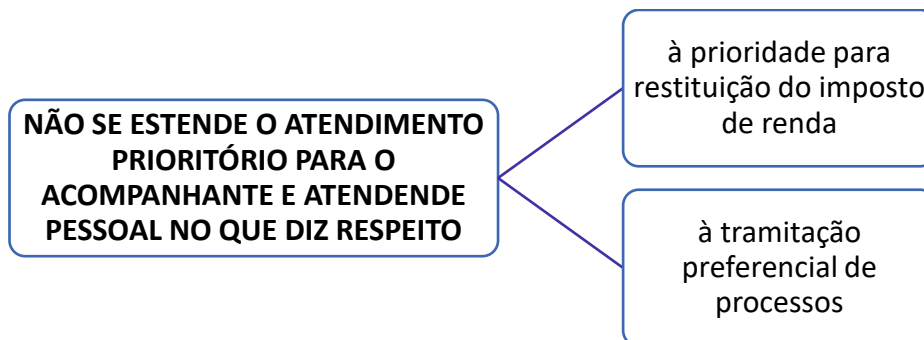 NÃO SE ESTENDE O ATENDIMENTO
PRIORITÓRIO PARA O
ACOMPANHANTE E ATENDENDE
PESSOAL NO QUE DIZ RESPEITO
à prioridade para
restituição do imposto
de renda
à tramitação
preferencial de
processos